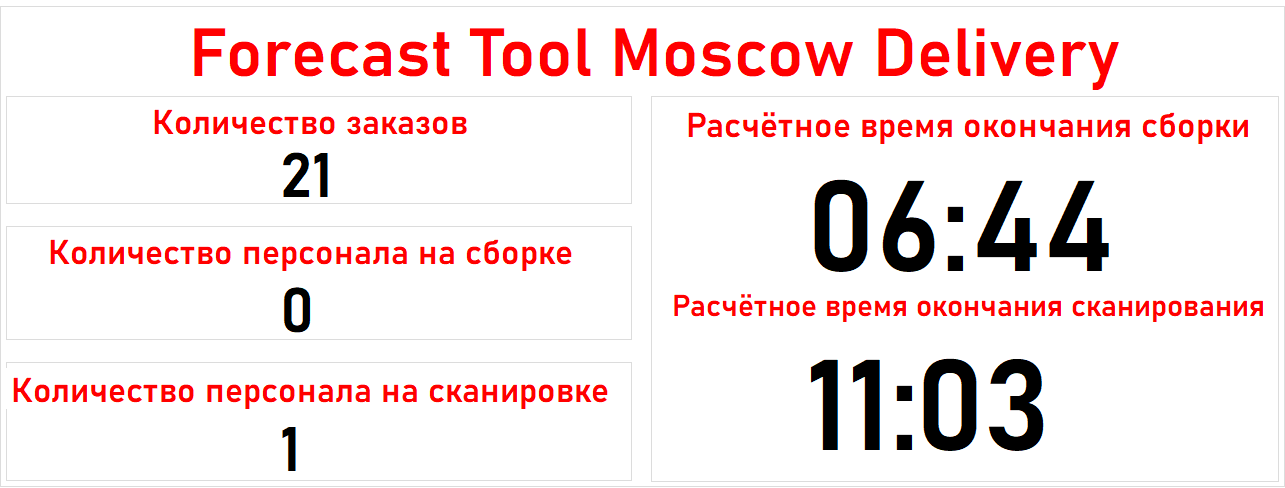 Forecast Tool Moscow Delivery
Количество заказов
21
Количество персонала на сборке
0
Количество персонала на сканировке
1
Расчётное время окончания сборки
06:44
Расчётное время окончания сканирования
11:03